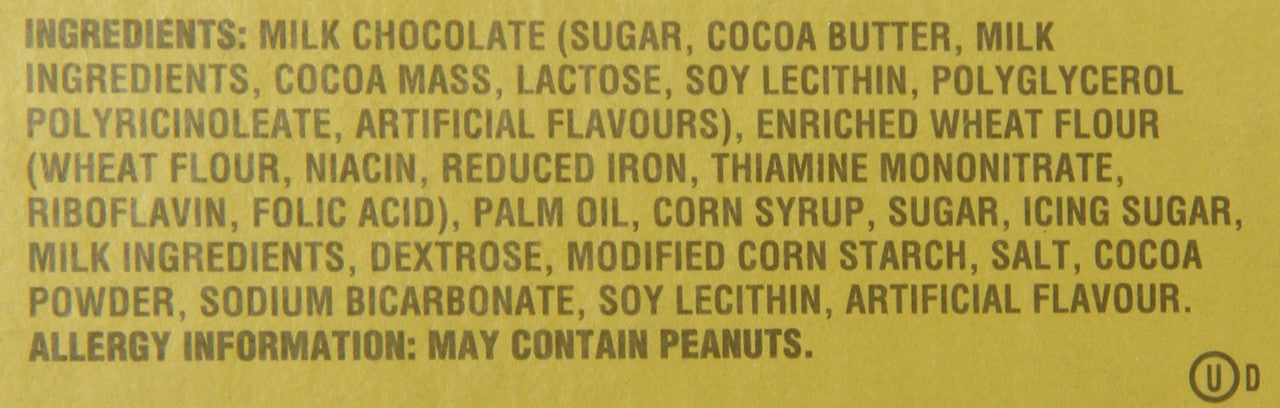 INGREDIENTS: MILK CHOCOLATE (SUGAR, COCOA BUTTER, MILK
INGREDIENTS, COCOA MASS, LACTOSE, SOY LECITHIN, POLYGLYCEROL
POLYRICINOLEATE, ARTIFICIAL FLAVOURS), ENRICHED WHEAT FLOUR
(WHEAT FLOUR, NIACIN, REDUCED IRON, THIAMINE MONONITRATE,
RIBOFLAVIN, FOLIC ACID), PALM OIL, CORN SYRUP, SUGAR, ICING SUGAR,
MILK INGREDIENTS, DEXTROSE, MODIFIED CORN STARCH, SALT, COCOA
POWDER, SODIUM BICARBONATE, SOY LECITHIN, ARTIFICIAL FLAVOUR.
ALLERGY INFORMATION: MAY CONTAIN PEANUTS.
U D